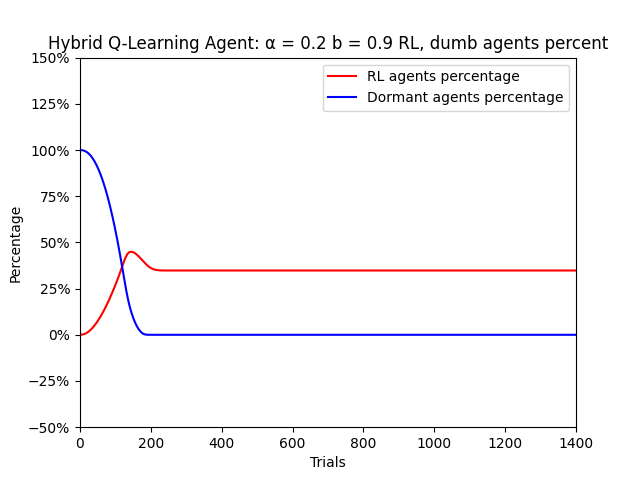 Hybrid Q-Learning Agent: α = 0.2 b = 0.9 RL, dumb agents percent
150%
125%
100%
75%
50%
25%
0%
−25%
−50%
Percentage
RL agents percentage
Dormant agents percentage
0 200 400 600 800 1000 1200 1400
Trials